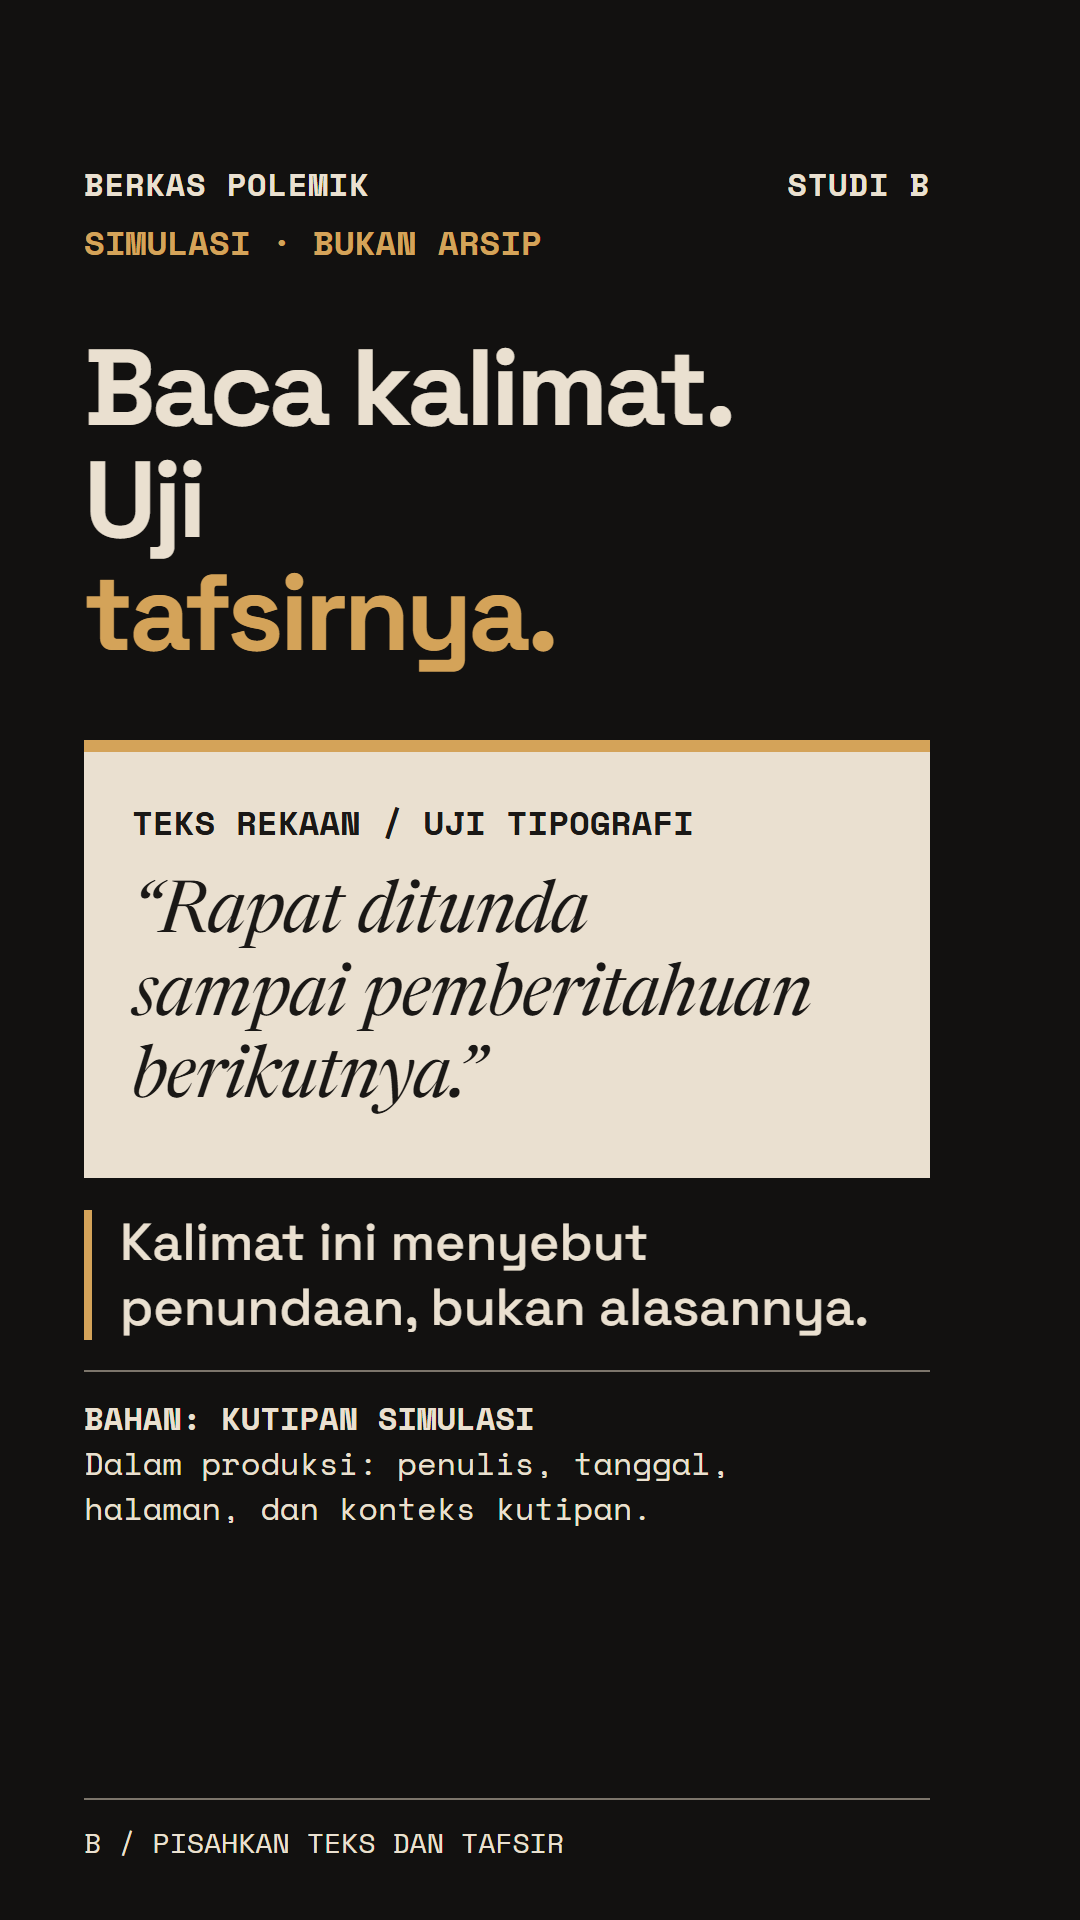 BERKAS POLEMIK STUDI B
SIMULASI · BUKAN ARSIP
Baca kalimat.
Uji
tafsirnya.
TEKS REKAAN / UJI TIPOGRAFI
“Rapat ditunda
sampai pemberitahuan
berikutnya.”
Kalimat ini menyebut
penundaan, bukan alasannya.
BAHAN: KUTIPAN SIMULASI
Dalam produksi: penulis, tanggal,
halaman, dan konteks kutipan.
B / PISAHKAN TEKS DAN TAFSIR